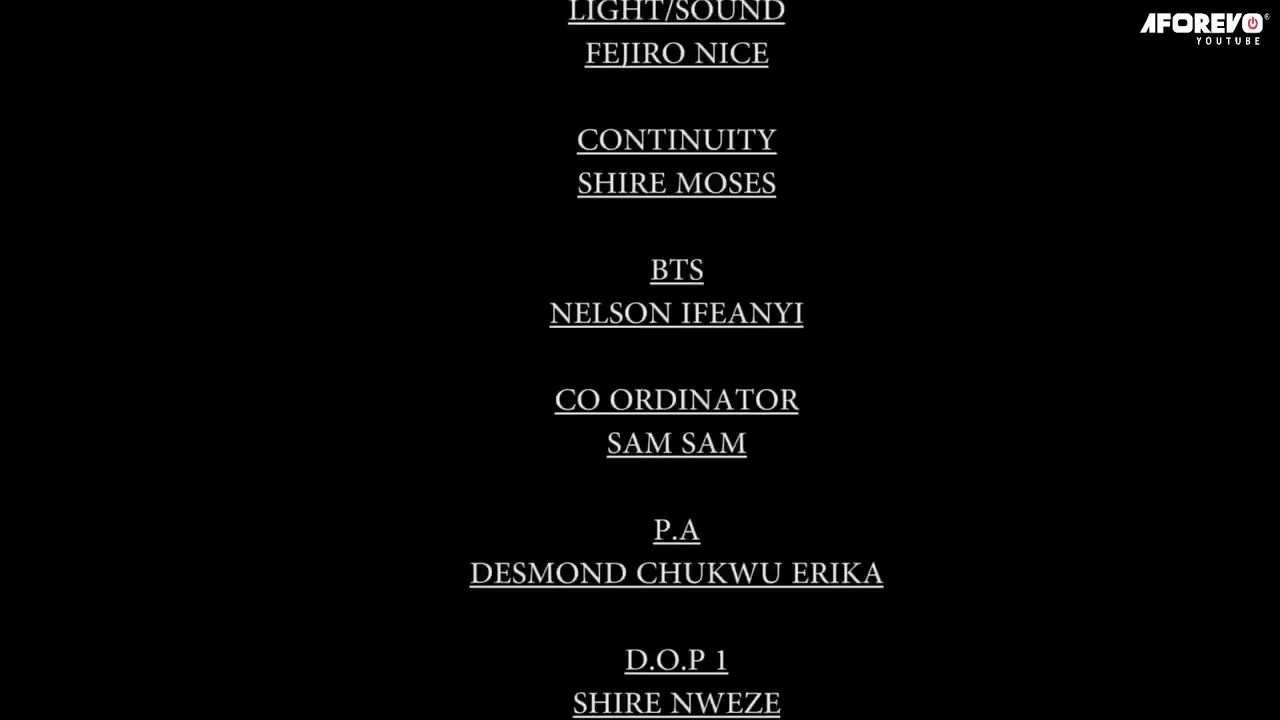 LIGHT/SOUND
AFOREVO®
YOUTUBE
FEJIRO NICE
CONTINUITY
SHIRE MOSES
BTS
NELSON IFEANYI
CO ORDINATOR
SAM SAM
P.A
DESMOND CHUKWU ERIKA
D.O.P 1
SHIRE NWEZE